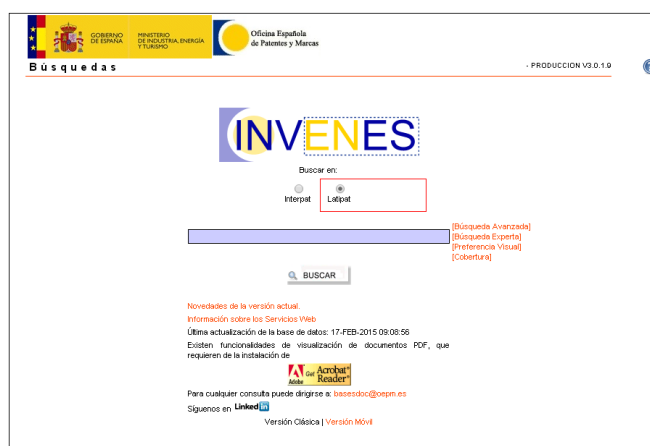 GOBIERNO
DE ESPAÑA
MINISTERIO
DE INDUSTRIA, ENERGÍA
Y TURISMO
Oficina Española
de Patentes y Marcas
Búsquedas
- PRODUCCION V3.0.1.9
INVENES
Buscar en:
Interpat Latipat
[Búsqueda Avanzada]
[Búsqueda Experta]
[Preferencia Visual]
[Cobertura]
BUSCAR
Novedades de la versión actual.
Información sobre los Servicios Web
Última actualización de la base de datos: 17-FEB-2015 09:08:56
Existen funcionalidades de visualización de documentos PDF, que
requieren de la instalación de
Adobe Get Acrobat® Reader®
Para cualquier consulta puede dirigirse a: basesdoc@oepm.es
Síguenos en Linked in
Versión Clásica | Versión Móvil